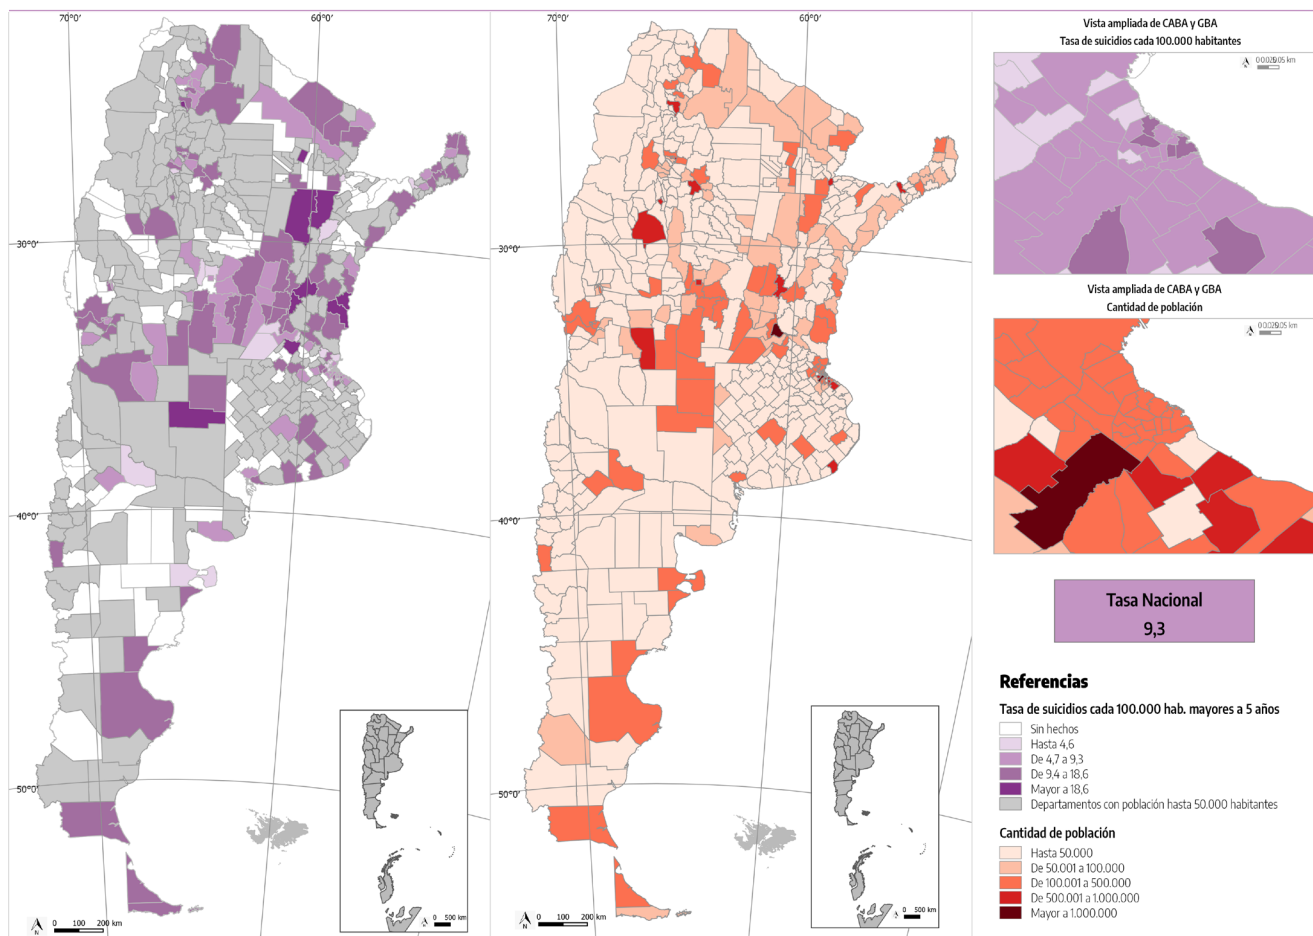 70°0'
60°0'
30°0'
40°0'
50°0'
N
0 100 200 km
0 500 km
70°0'
60°0'
30°0'
40°0'
50°0'
N
0 100 200 km
0 500 km
Vista ampliada de CABA y GBA
Tasa de suicidios cada 100.000 habitantes
Vista ampliada de CABA y GBA
Cantidad de población
Tasa Nacional
9,3
Referencias
Tasa de suicidios cada 100.000 hab. mayores a 5 años
Sin hechos
Hasta 4,6
De 4,7 a 9,3
De 9,4 a 18,6
Mayor a 18,6
Departamentos con población hasta 50.000 habitantes
Cantidad de población
Hasta 50.000
De 50.001 a 100.000
De 100.001 a 500.000
De 500.001 a 1.000.000
Mayor a 1.000.000